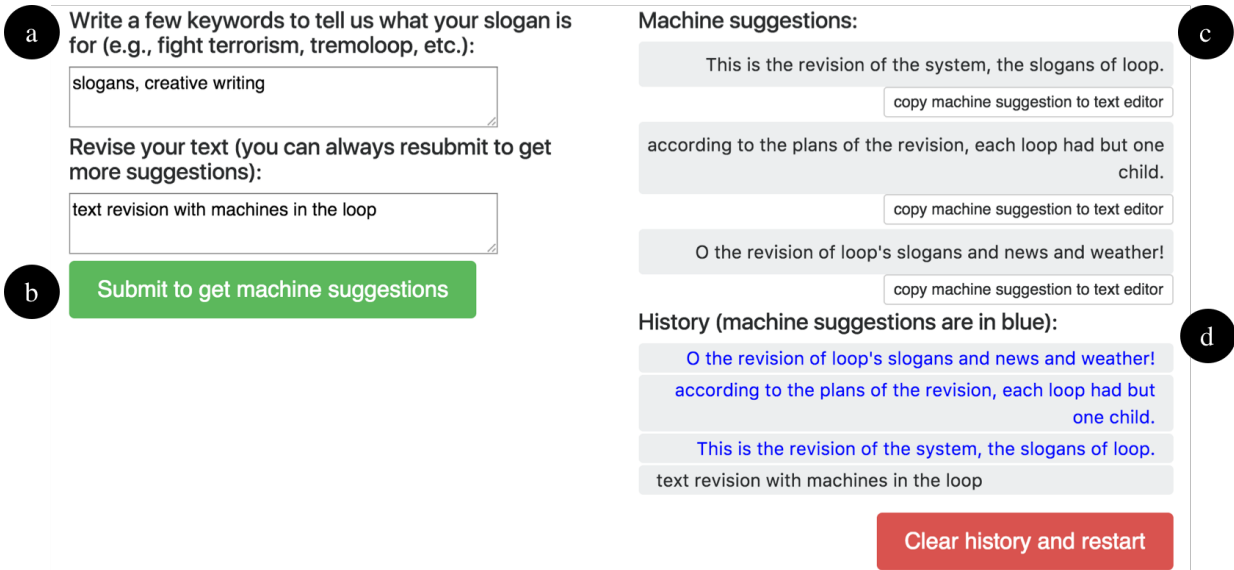 a
Write a few keywords to tell us what your slogan is
for (e.g., fight terrorism, tremoloop, etc.):
slogans, creative writing
Revise your text (you can always resubmit to get
more suggestions):
text revision with machines in the loop
b
Submit to get machine suggestions
Machine suggestions:
c
This is the revision of the system, the slogans of loop.
copy machine suggestion to text editor
according to the plans of the revision, each loop had but one
child.
copy machine suggestion to text editor
O the revision of loop's slogans and news and weather!
copy machine suggestion to text editor
History (machine suggestions are in blue):
d
O the revision of loop's slogans and news and weather!
according to the plans of the revision, each loop had but
one child.
This is the revision of the system, the slogans of loop.
text revision with machines in the loop
Clear history and restart